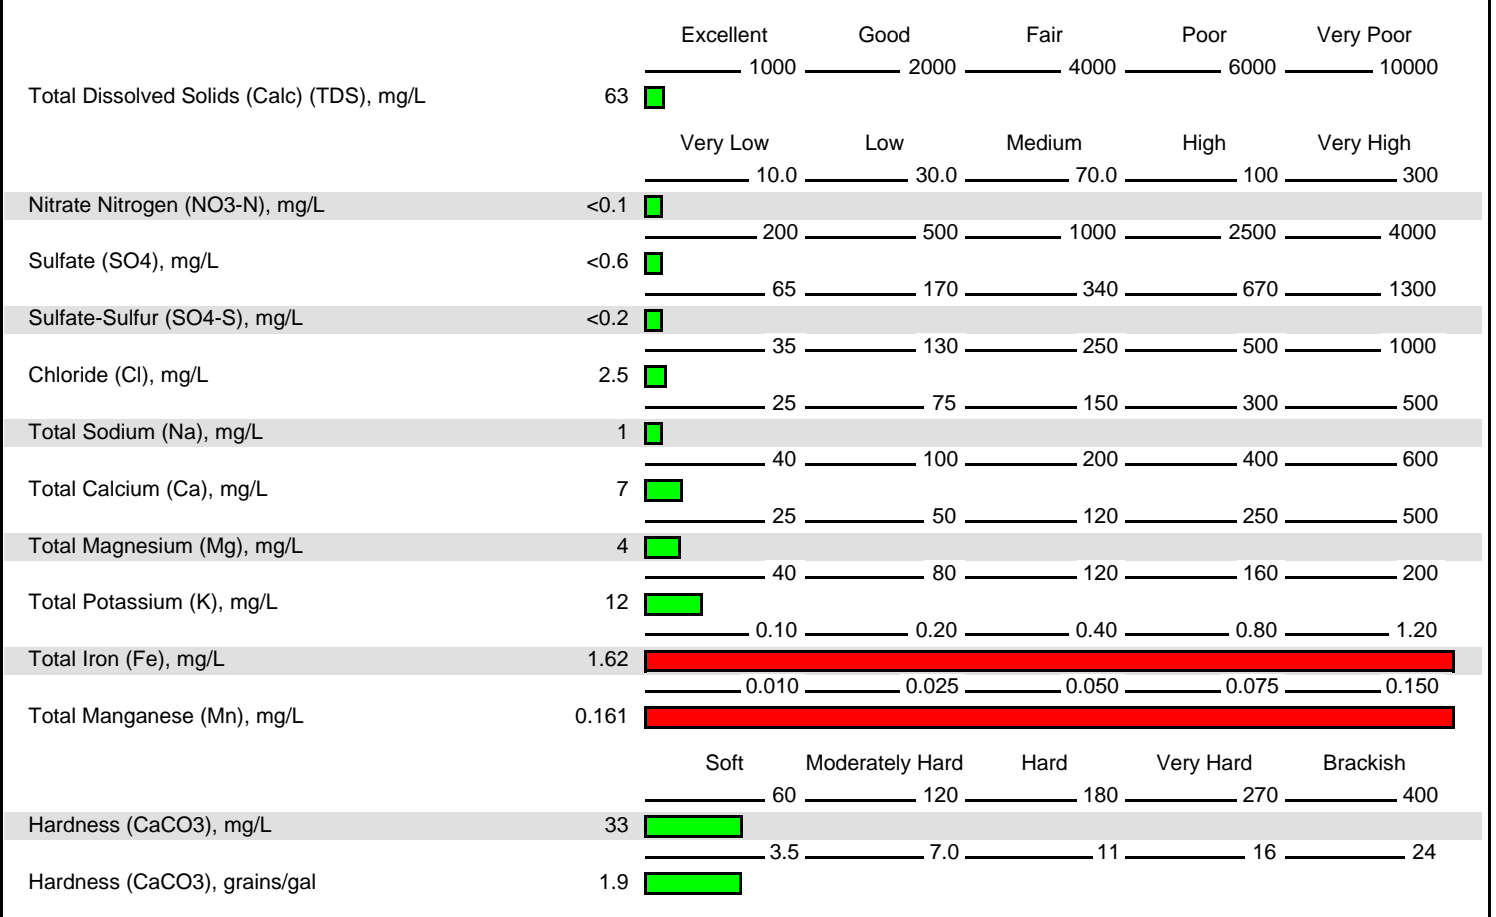 Excellent Good Fair Poor Very Poor
1000 2000 4000 6000 10000
Total Dissolved Solids (Calc) (TDS), mg/L 63
Very Low Low Medium High Very High
10.0 30.0 70.0 100 300
Nitrate Nitrogen (NO3-N), mg/L <0.1
200 500 1000 2500 4000
Sulfate (SO4), mg/L <0.6
65 170 340 670 1300
Sulfate-Sulfur (SO4-S), mg/L <0.2
35 130 250 500 1000
Chloride (Cl), mg/L 2.5
25 75 150 300 500
Total Sodium (Na), mg/L 1
40 100 200 400 600
Total Calcium (Ca), mg/L 7
25 50 120 250 500
Total Magnesium (Mg), mg/L 4
40 80 120 160 200
Total Potassium (K), mg/L 12
0.10 0.20 0.40 0.80 1.20
Total Iron (Fe), mg/L 1.62
0.010 0.025 0.050 0.075 0.150
Total Manganese (Mn), mg/L 0.161
Soft Moderately Hard Hard Very Hard Brackish
60 120 180 270 400
Hardness (CaCO3), mg/L 33
3.5 7.0 11 16 24
Hardness (CaCO3), grains/gal 1.9